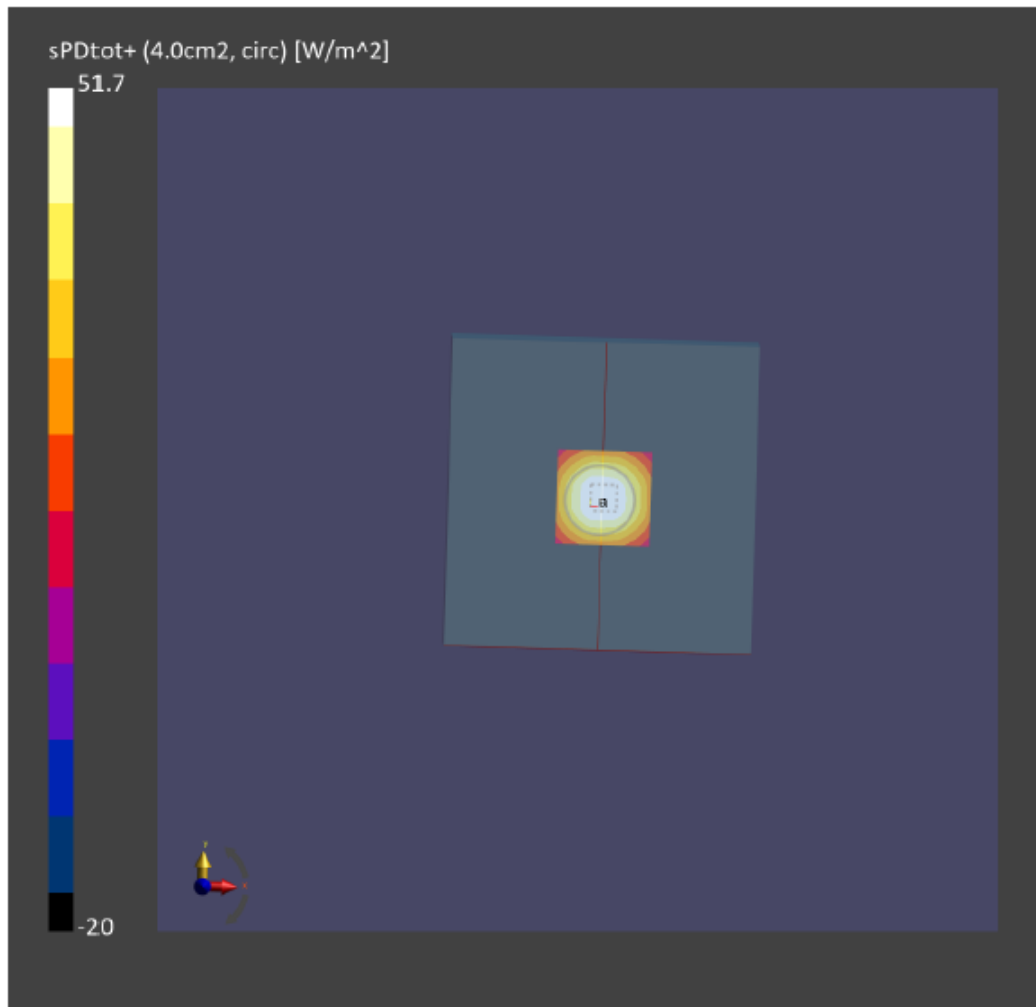 sPDtot+ (4.0cm2, circ) [W/m^2]
51.7
-20
Y
X